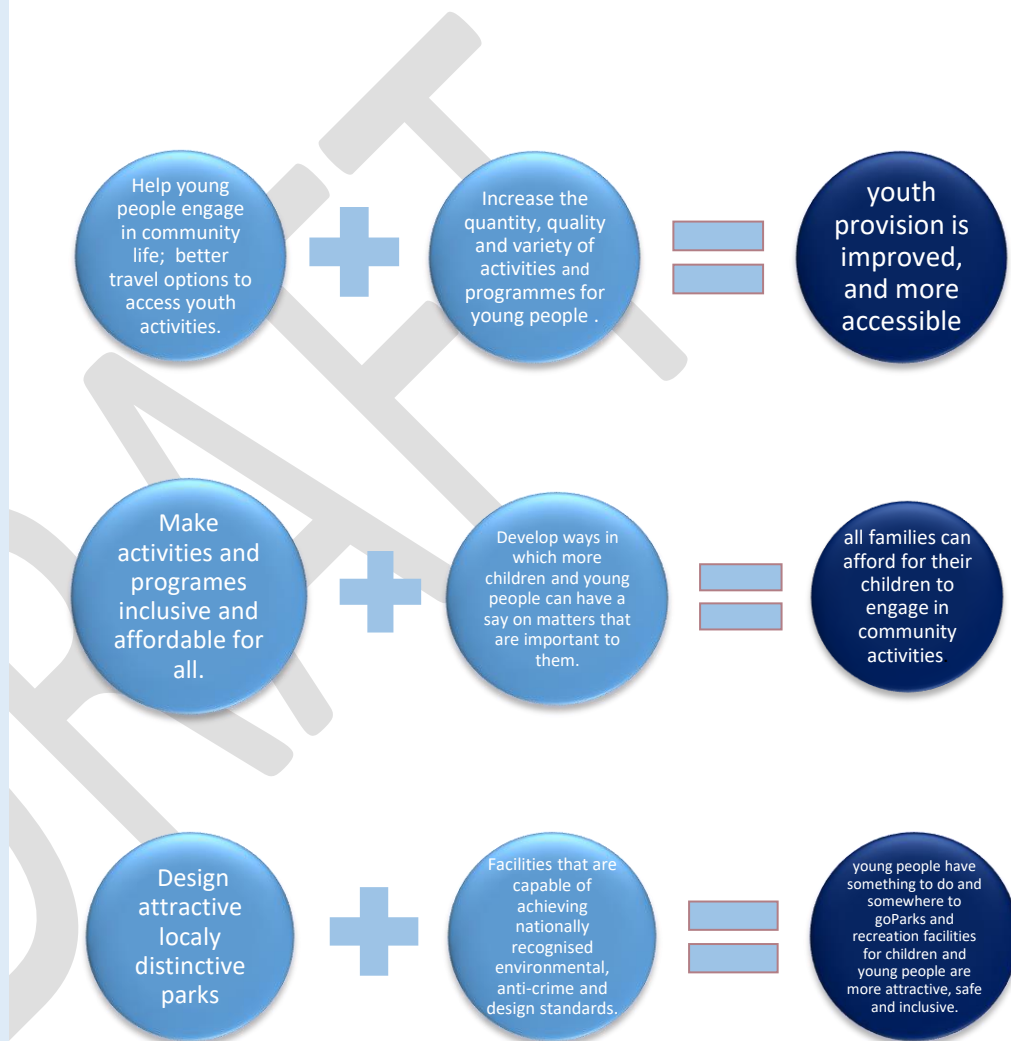 Help young
people engage
in community
life; better
travel options to
access youth
activities.
Increase the
quantity, quality
and variety of
activities and
programmes for
young people .
youth
provision is
improved,
and more
accessible
Make
activities and
programes
inclusive and
affordable for
all.
Develop ways in
which more
children and young
people can have a
say on matters that
are important to
them.
all families can
afford for their
children to
engage in
community
activities.
Design
attractive
localy
distinctive
parks
Facilities that are
capable of
achieving
nationally
recognised
environmental,
anti-crime and
design standards.
young people have
something to do and
somewhere to
goParks and
recreation facilities
for children and
young people are
more attractive, safe
and inclusive.
DRAFT